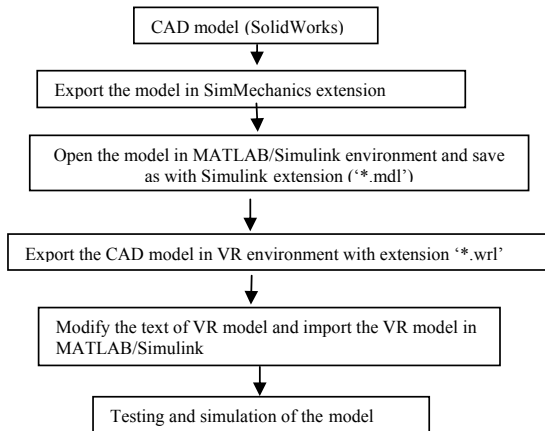 CAD model (SolidWorks)
Export the model in SimMechanics extension
Open the model in MATLAB/Simulink environment and save
as with Simulink extension (‘*.mdl’)
Export the CAD model in VR environment with extension ‘*.wrl’
Modify the text of VR model and import the VR model in
MATLAB/Simulink
Testing and simulation of the model